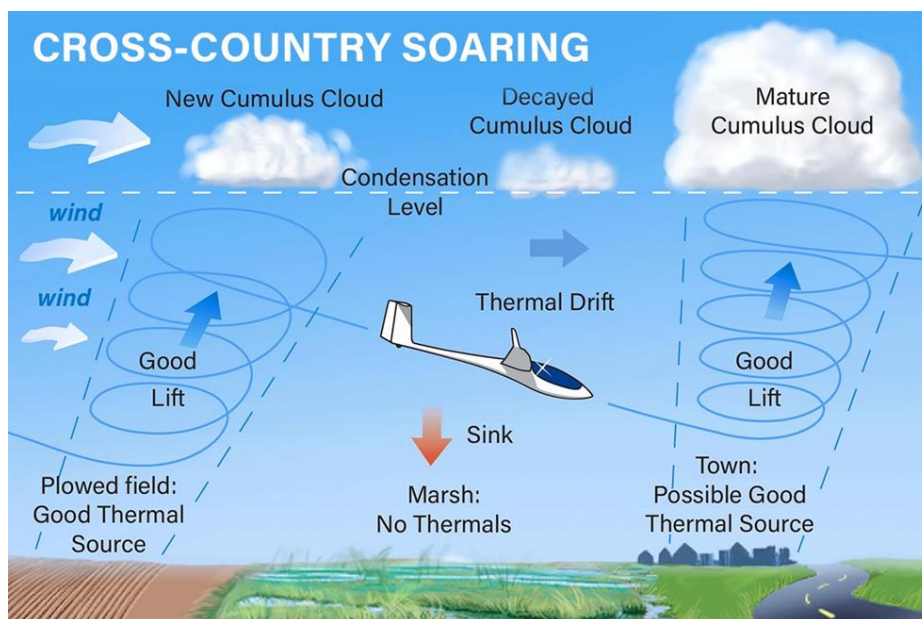 CROSS-COUNTRY SOARING
New Cumulus Cloud
Decayed
Cumulus Cloud
Mature
Cumulus Cloud
Condensation
Level
wind
wind
Thermal Drift
Good
Lift
Good
Lift
Sink
Plowed field:
Good Thermal
Source
Marsh:
No Thermals
Town:
Possible Good
Thermal Source